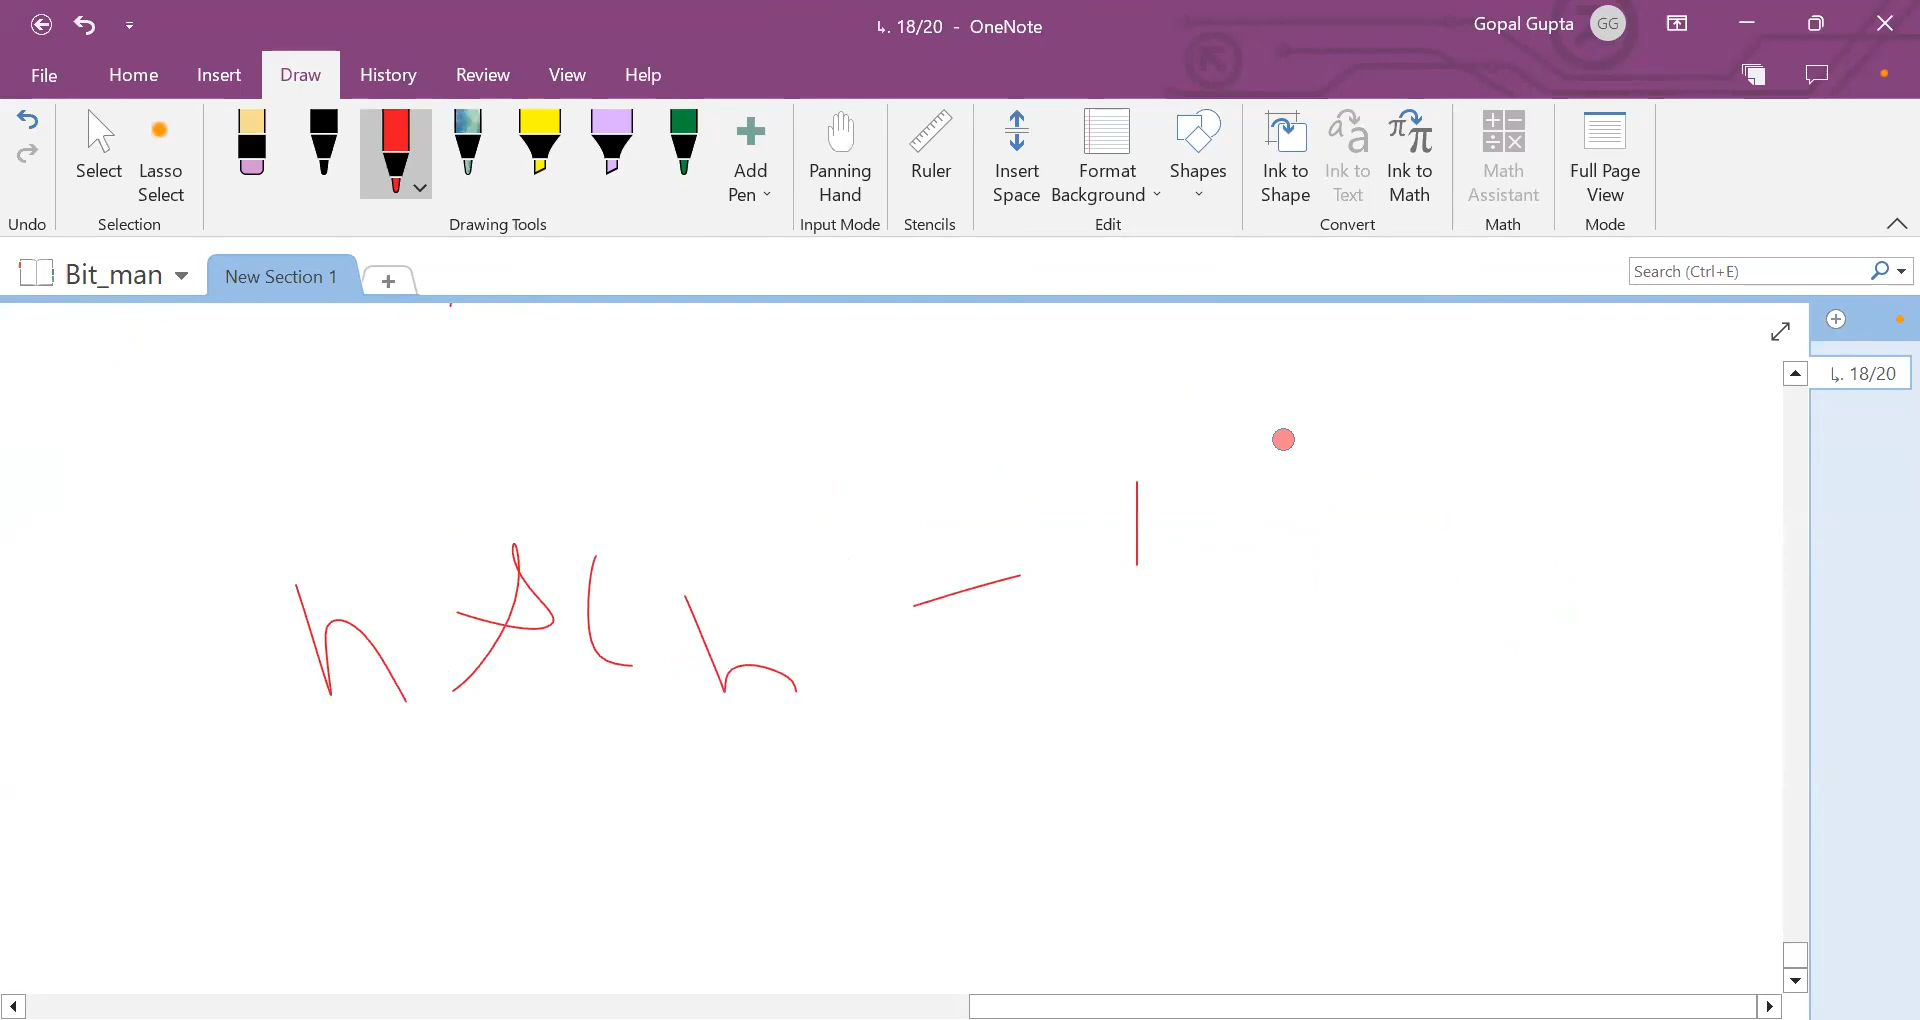 ↳. 18/20 - OneNote
Gopal Gupta GG
File Home Insert Draw History Review View Help
Select
Lasso Select
Add Pen
Panning Hand
Ruler
Insert Space
Format Background
Shapes
Ink to Shape
Ink to Text
Ink to Math
Math Assistant
Full Page View
Undo Selection Drawing Tools Input Mode Stencils Edit Convert Math Mode
Bit_man New Section 1
Search (Ctrl+E)
↳. 18/20
n & ( n - 1